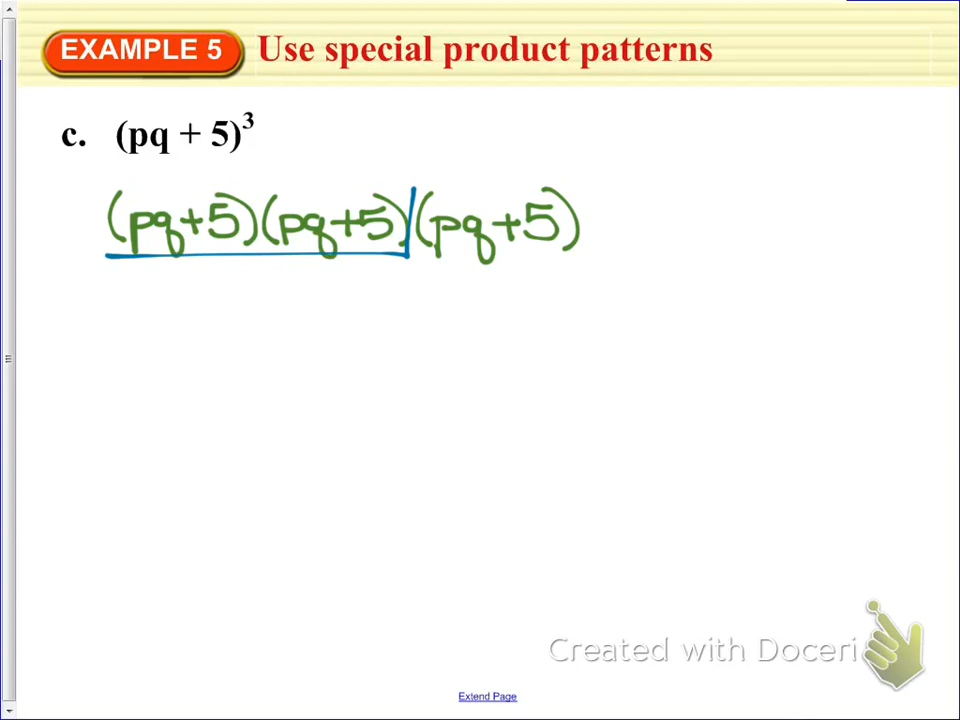 EXAMPLE 5 Use special product patterns
c. (pq + 5)³
(pq+5)(pq+5)(pq+5)
Created with Doceri
Extend Page